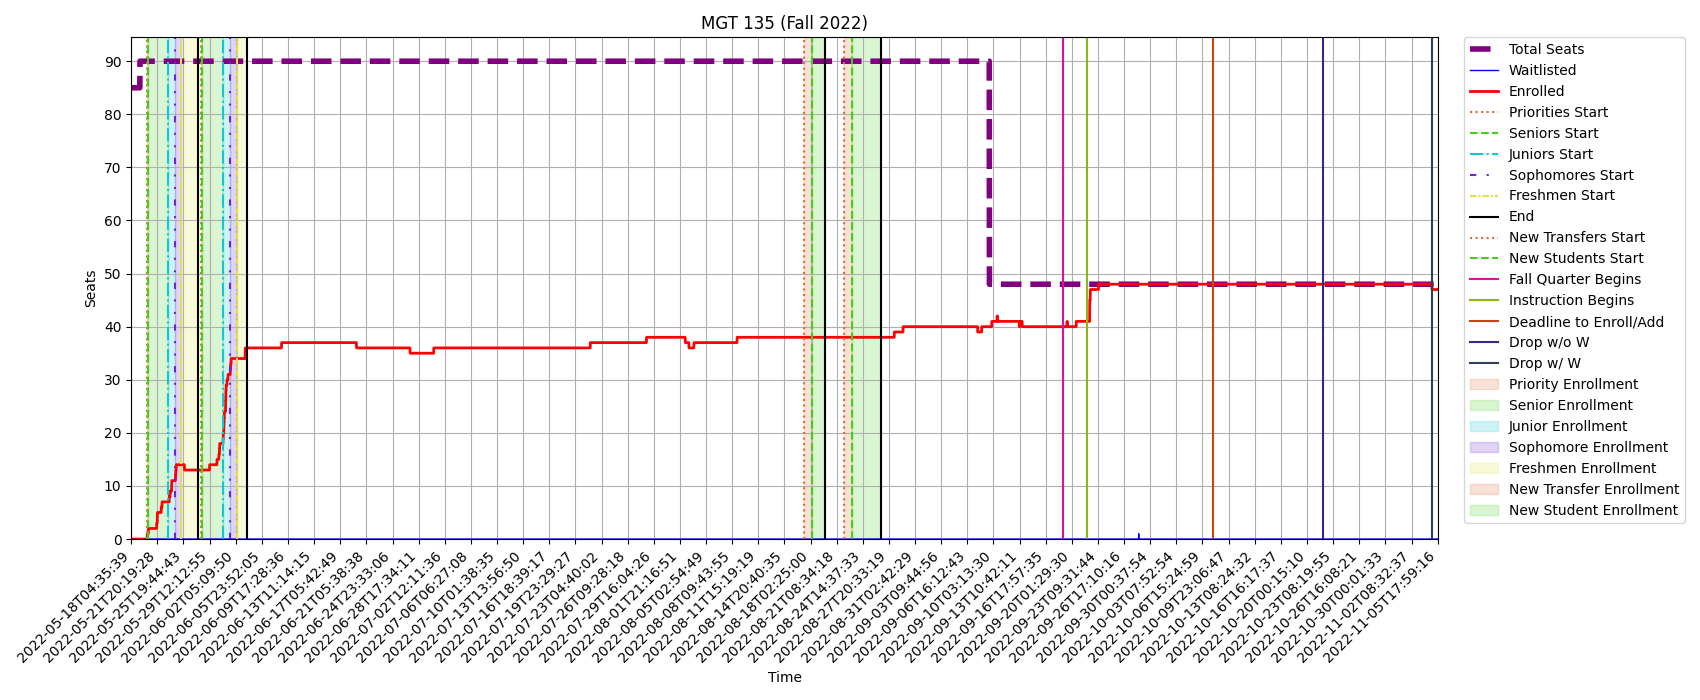 MGT 135 (Fall 2022)
Seats
90
80
70
60
50
40
30
20
10
0
2022-05-18T04:35:39
2022-05-21T20:19:28
2022-05-25T19:44:43
2022-05-29T12:12:55
2022-06-02T05:09:50
2022-06-05T23:52:05
2022-06-09T17:28:36
2022-06-13T11:14:15
2022-06-17T05:42:49
2022-06-21T05:38:38
2022-06-24T23:33:06
2022-06-28T17:34:11
2022-07-02T12:11:36
2022-07-06T06:27:08
2022-07-10T01:38:35
2022-07-13T13:56:50
2022-07-16T18:39:17
2022-07-19T23:29:27
2022-07-23T04:40:02
2022-07-26T09:28:18
2022-07-29T16:04:26
2022-08-01T21:16:51
2022-08-05T02:54:49
2022-08-08T09:43:55
2022-08-11T15:19:19
2022-08-14T20:40:35
2022-08-18T02:25:00
2022-08-21T08:34:18
2022-08-24T14:37:33
2022-08-27T20:33:19
2022-08-31T02:42:29
2022-09-03T09:44:56
2022-09-06T16:12:43
2022-09-10T03:13:30
2022-09-13T10:42:11
2022-09-16T17:57:35
2022-09-20T01:29:30
2022-09-23T09:31:44
2022-09-26T17:10:16
2022-09-30T00:37:54
2022-10-03T07:52:54
2022-10-06T15:24:59
2022-10-09T23:06:47
2022-10-13T08:24:32
2022-10-16T16:17:37
2022-10-20T00:15:10
2022-10-23T08:19:55
2022-10-26T16:08:21
2022-10-30T00:01:33
2022-11-02T08:32:37
2022-11-05T17:59:16
Time
Total Seats
Waitlisted
Enrolled
Priorities Start
Seniors Start
Juniors Start
Sophomores Start
Freshmen Start
End
New Transfers Start
New Students Start
Fall Quarter Begins
Instruction Begins
Deadline to Enroll/Add
Drop w/o W
Drop w/ W
Priority Enrollment
Senior Enrollment
Junior Enrollment
Sophomore Enrollment
Freshmen Enrollment
New Transfer Enrollment
New Student Enrollment